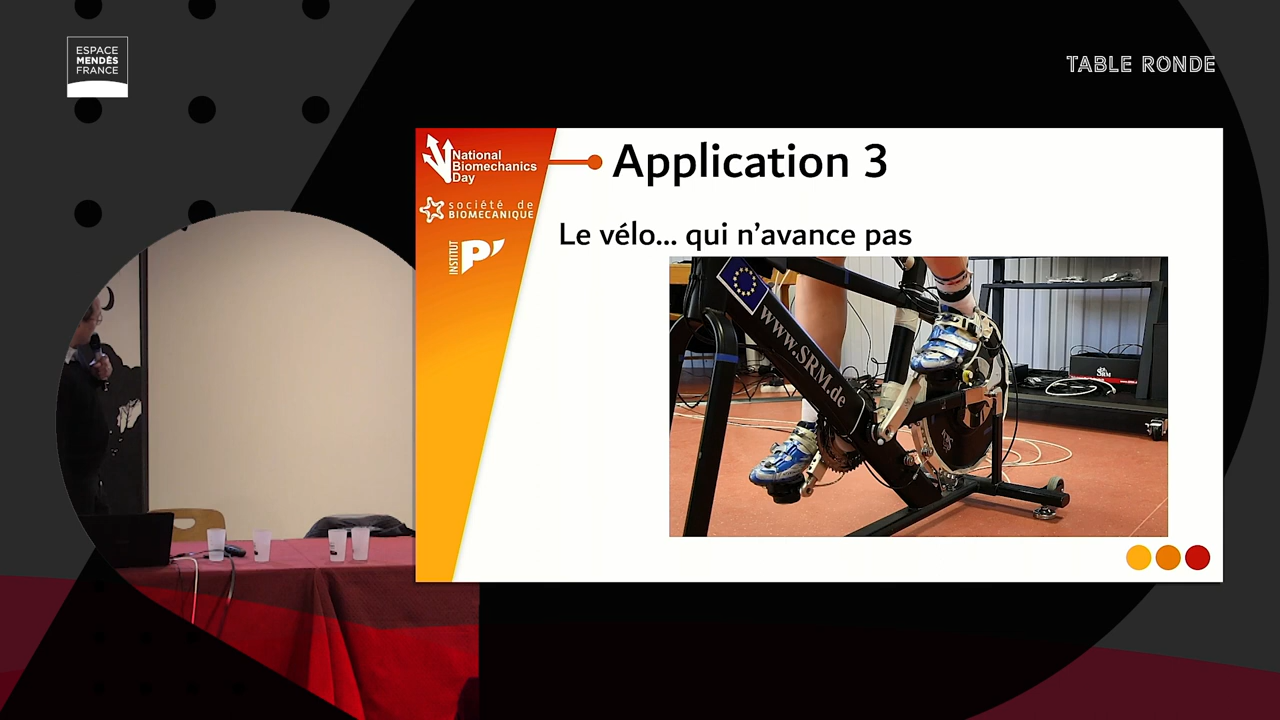 ESPACE
MENDÈS
FRANCE
TABLE RONDE
National
Biomechanics
Day
société de
BIOMECANIQUE
INSTITUT
P'
Application 3
Le vélo... qui n'avance pas
www.SRM.de
SRM